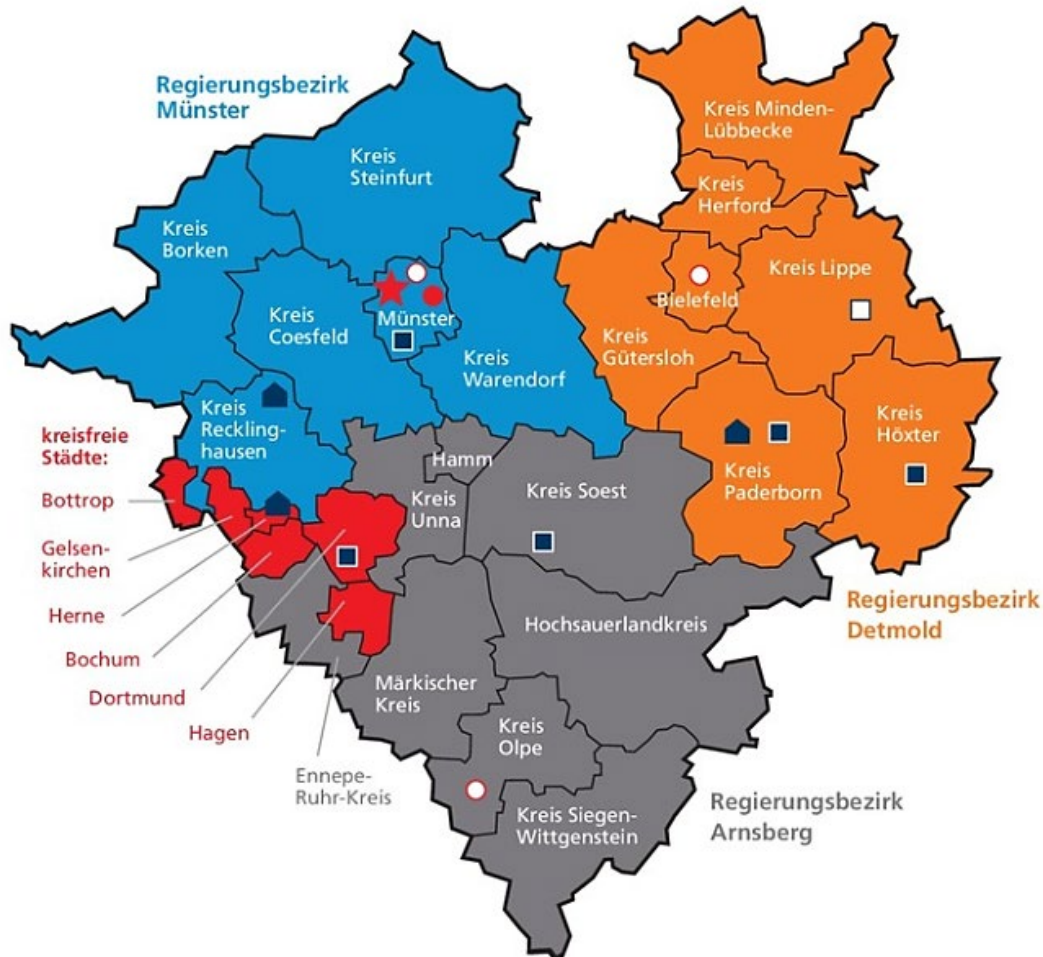 Regierungsbezirk
Münster
Kreis Minden-
Lübbecke
Kreis
Steinfurt
Kreis
Herford
Kreis
Borken
Kreis Lippe
Bielefeld
Münster
Kreis
Coesfeld
Kreis
Gütersloh
Kreis
Warendorf
Kreis
Reckling-
hausen
Kreis
Höxter
kreisfreie
Städte:
Hamm
Kreis
Paderborn
Kreis Soest
Kreis
Unna
Bottrop
Gelsen-
kirchen
Herne
Regierungsbezirk
Detmold
Hochsauerlandkreis
Bochum
Märkischer
Kreis
Dortmund
Hagen
Kreis
Olpe
Ennepe-
Ruhr-Kreis
Regierungsbezirk
Arnsberg
Kreis Siegen-
Wittgenstein